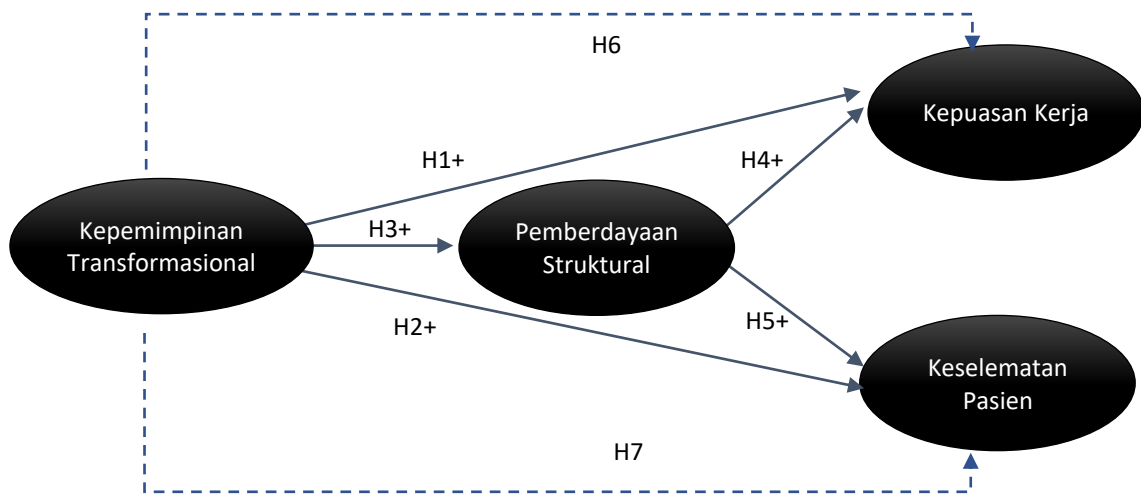 H6
Kepuasan Kerja
H1+
H4+
Kepemimpinan
Transformasional
H3+
Pemberdayaan
Struktural
H2+
H5+
Keselematan
Pasien
H7